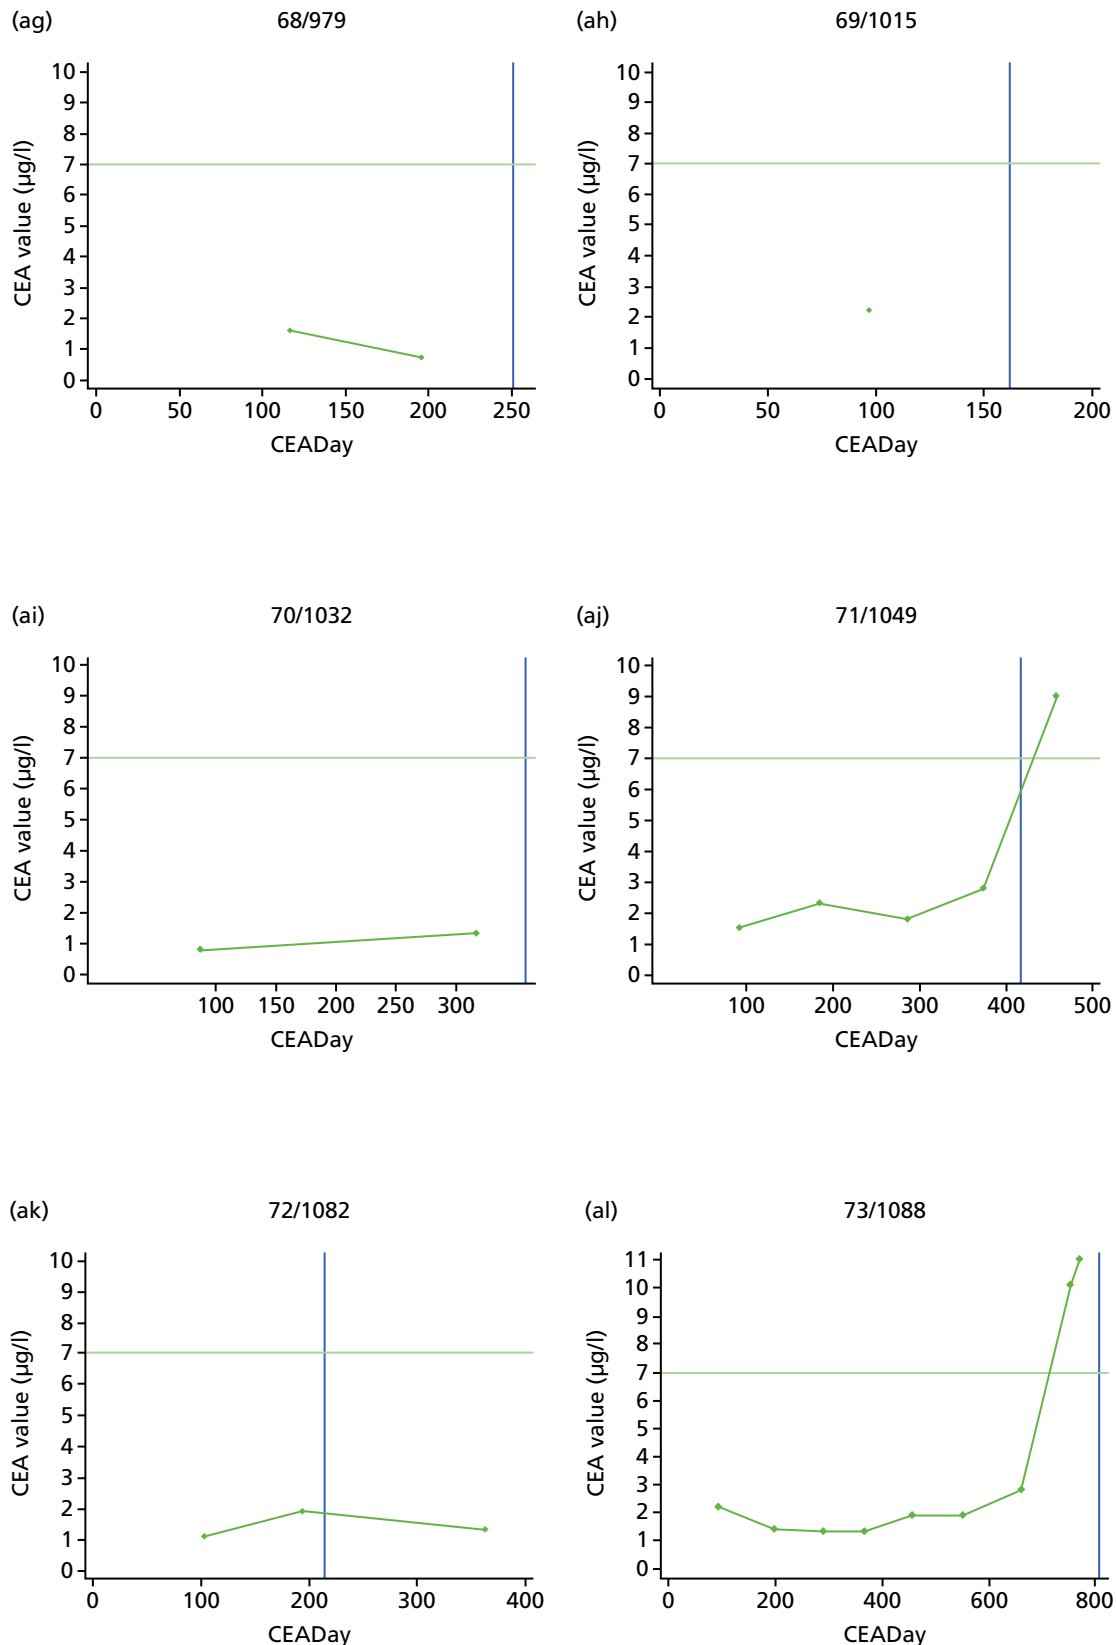 (ag) 68/979
10
9
8
7
6
5
4
3
2
1
0
CEA value (µg/l)
0 50 100 150 200 250
CEADay
(ah) 69/1015
10
9
8
7
6
5
4
3
2
1
0
CEA value (µg/l)
0 50 100 150 200
CEADay
(ai) 70/1032
10
9
8
7
6
5
4
3
2
1
0
CEA value (µg/l)
100 150 200 250 300
CEADay
(aj) 71/1049
10
9
8
7
6
5
4
3
2
1
0
CEA value (µg/l)
100 200 300 400 500
CEADay
(ak) 72/1082
10
9
8
7
6
5
4
3
2
1
0
CEA value (µg/l)
0 100 200 300 400
CEADay
(al) 73/1088
11
10
9
8
7
6
5
4
3
2
1
0
CEA value (µg/l)
0 200 400 600 800
CEADay